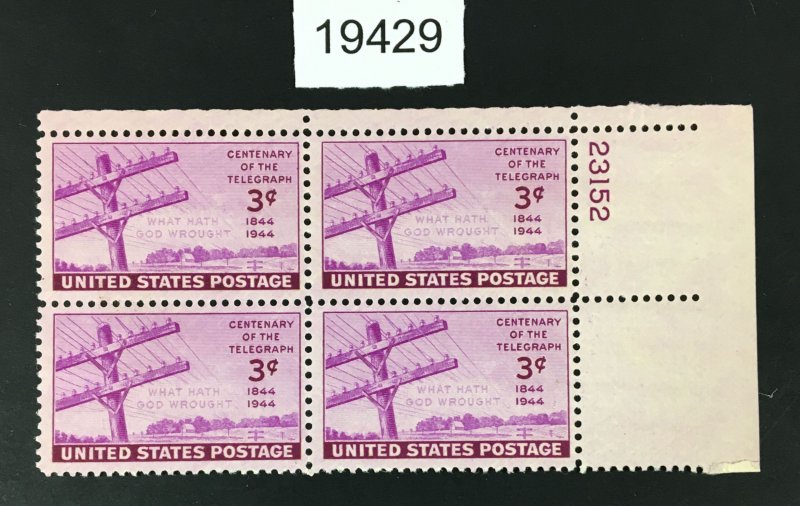 19429
CENTENARY
OF THE
TELEGRAPH
3¢
WHAT HATH 1844
GOD WROUGHT 1944
UNITED STATES POSTAGE
CENTENARY
OF THE
TELEGRAPH
3¢
WHAT HATH 1844
GOD WROUGHT 1944
UNITED STATES POSTAGE
23152
CENTENARY
OF THE
TELEGRAPH
3¢
WHAT HATH 1844
GOD WROUGHT 1944
UNITED STATES POSTAGE
CENTENARY
OF THE
TELEGRAPH
3¢
WHAT HATH 1844
GOD WROUGHT 1944
UNITED STATES POSTAGE